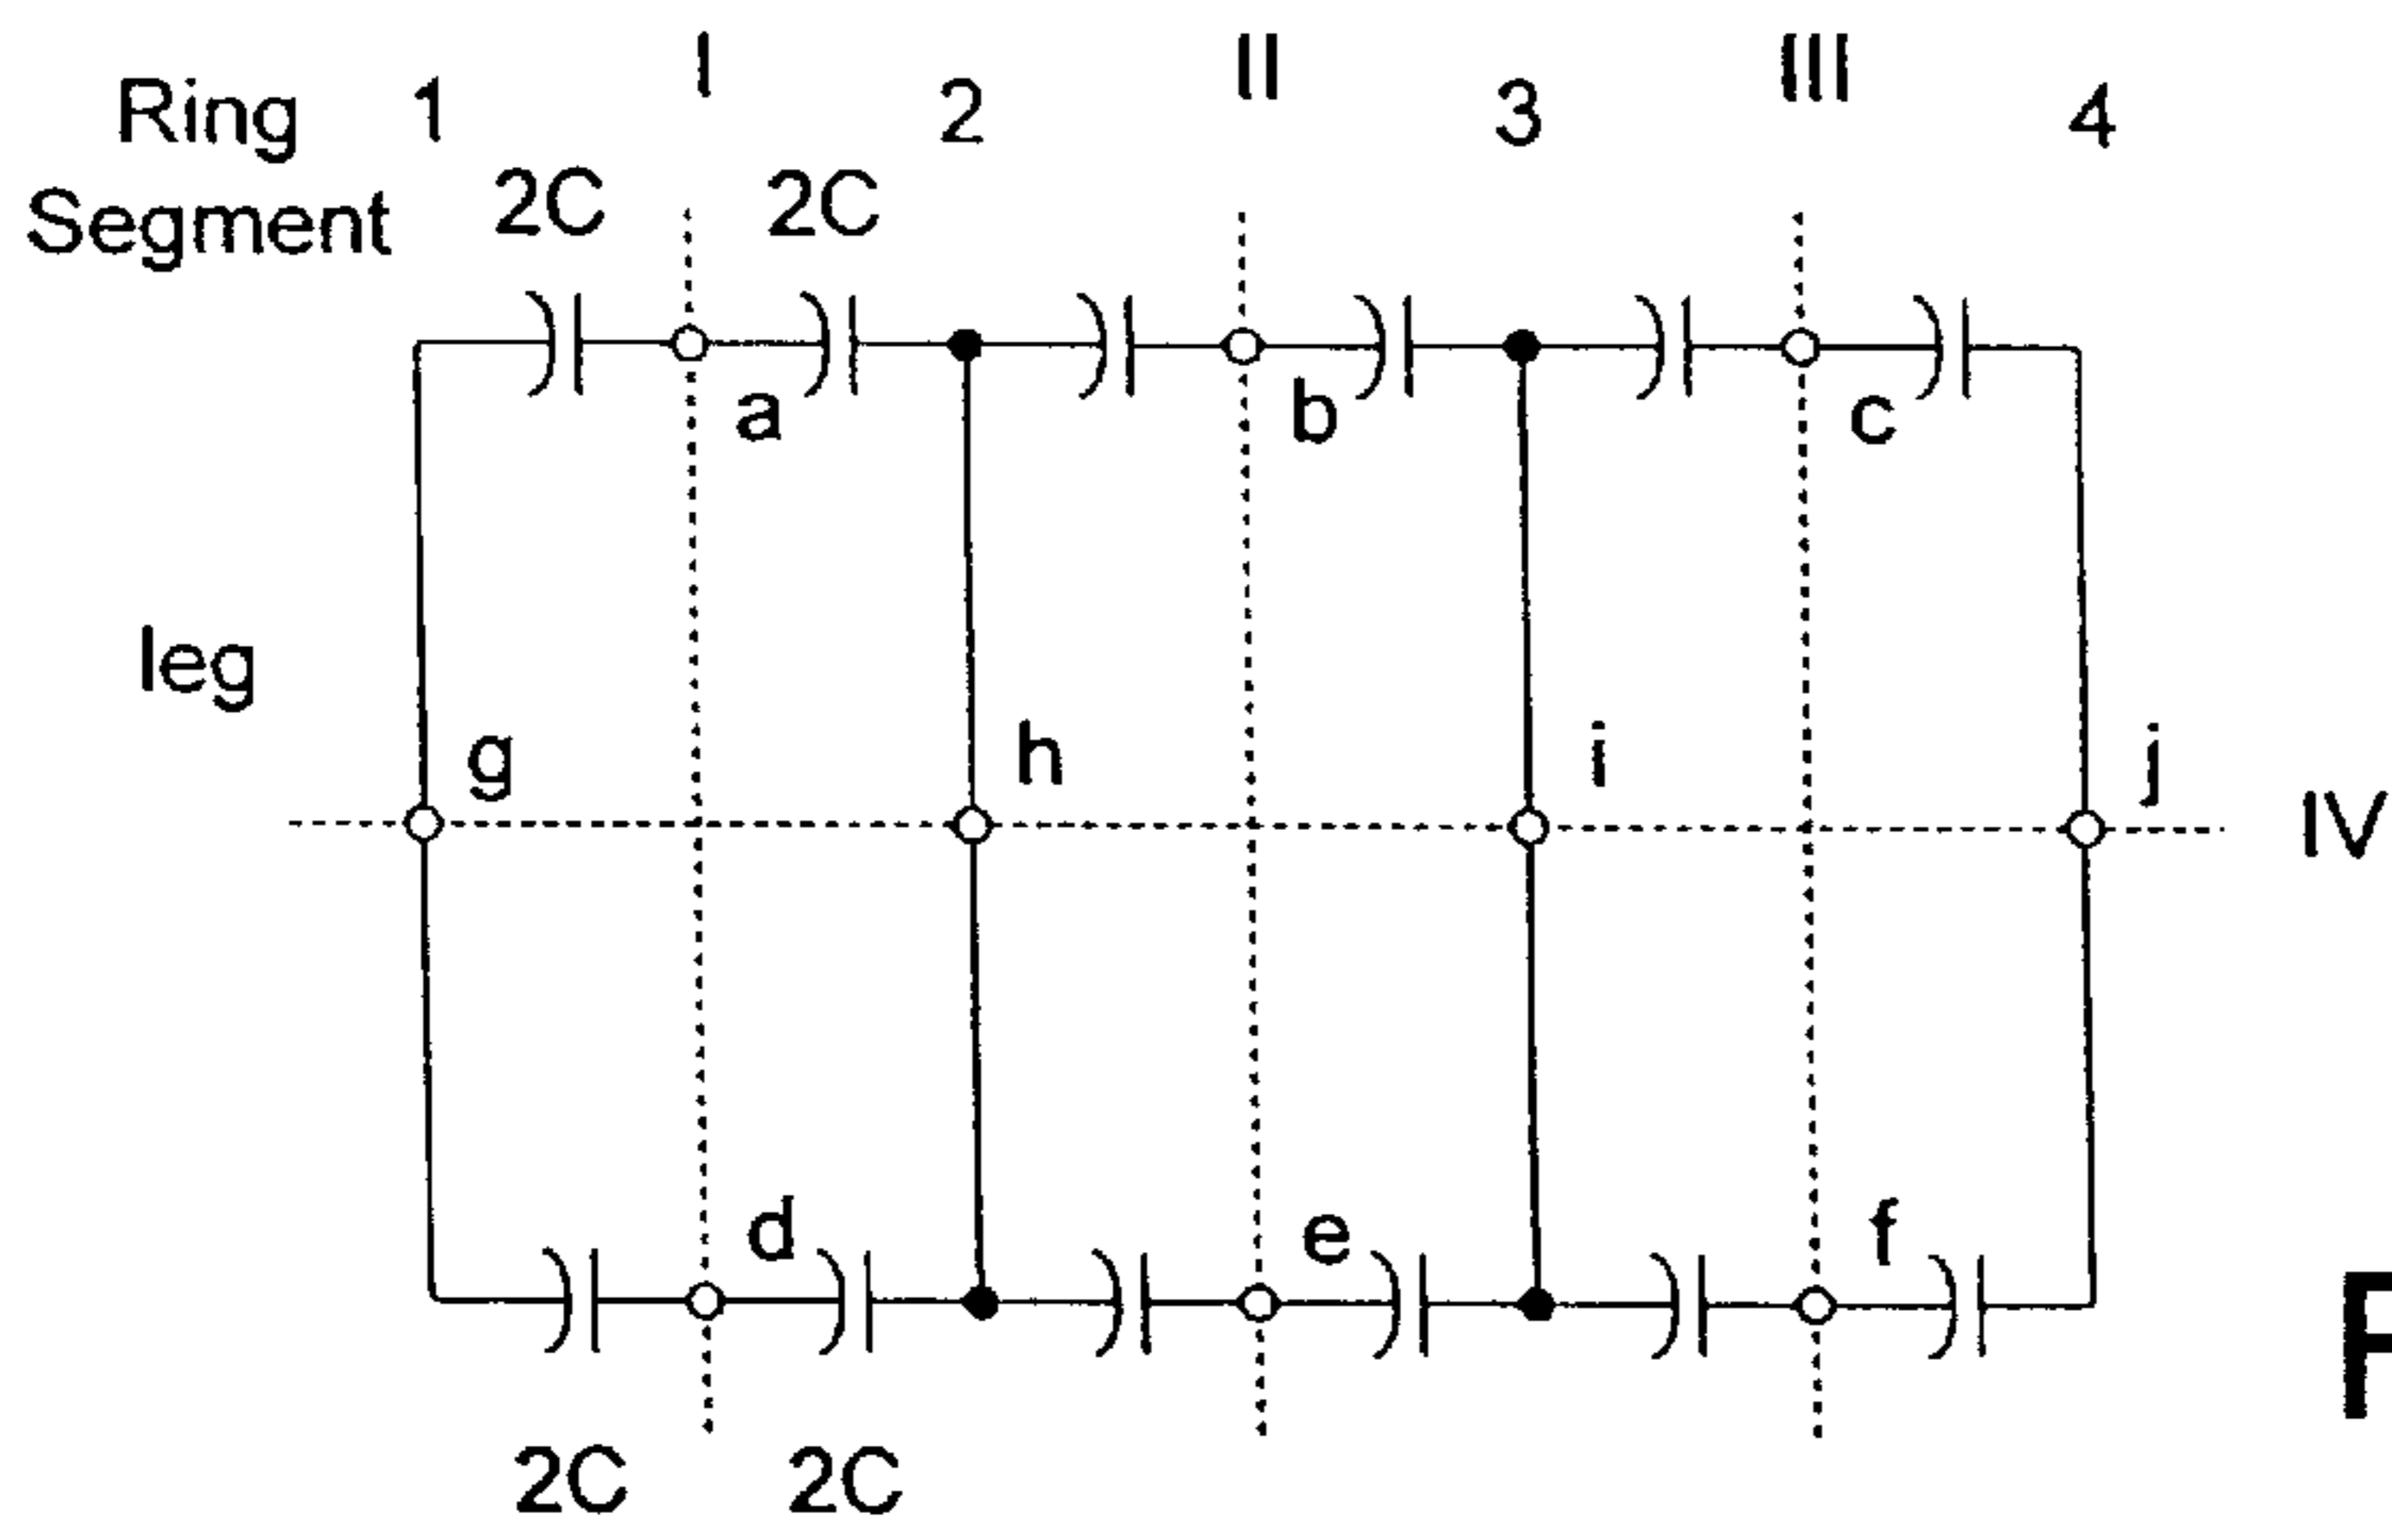 Ring 1 I 2 II 3 III 4
Segment 2C 2C
a b c
leg
g h i j
IV
d e f
2C 2C
F